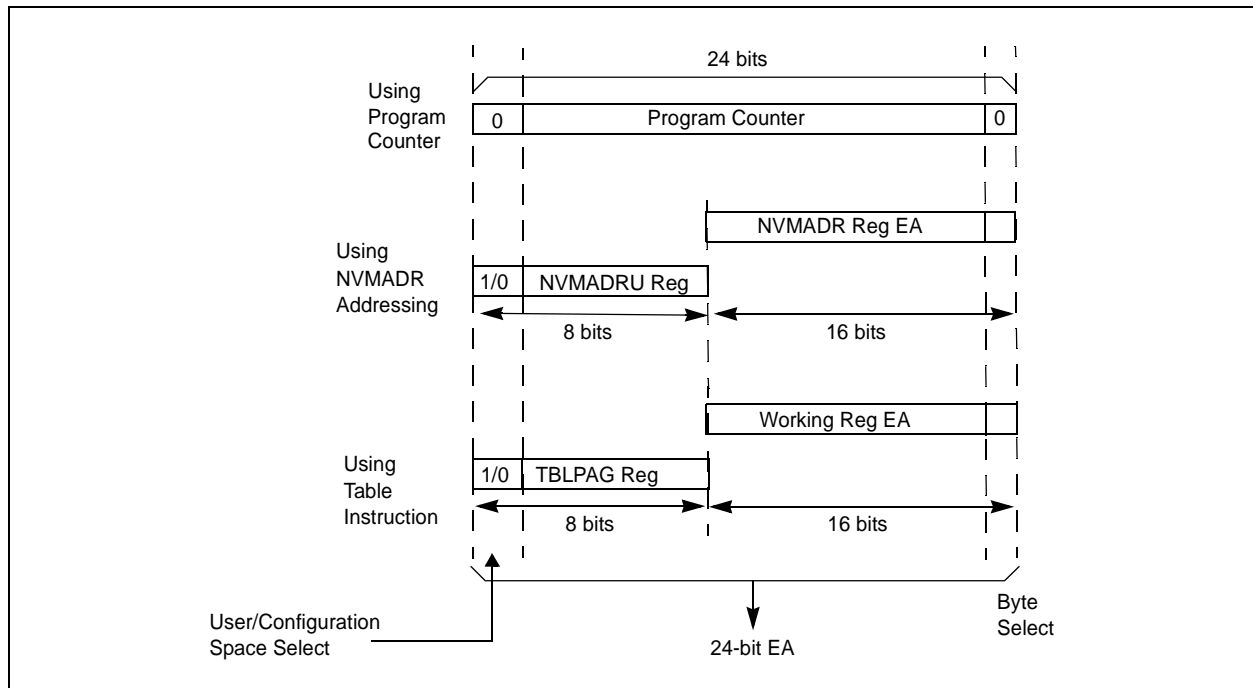 24 bits
Using
Program
Counter
0
Program Counter
0
NVMADR Reg EA
Using
NVMADR
Addressing
1/0
NVMADRU Reg
8 bits
16 bits
Working Reg EA
Using
Table
Instruction
1/0
TBLPAG Reg
8 bits
16 bits
User/Configuration
Space Select
24-bit EA
Byte
Select